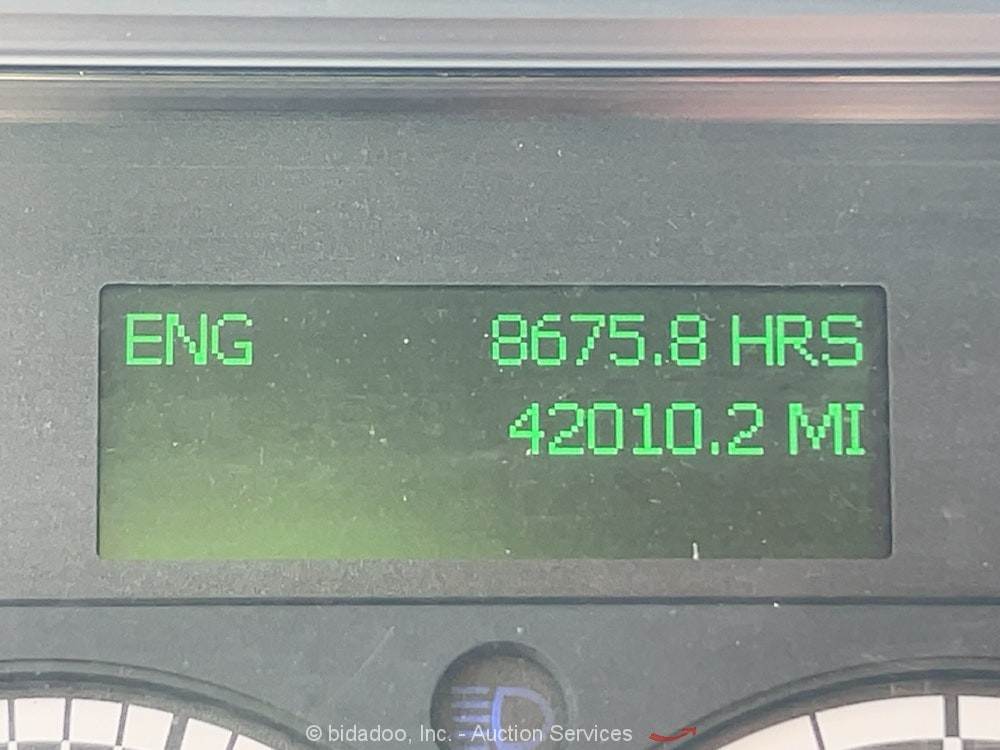 ENG 8675.8 HRS
42010.2 MI
© bidadoo, Inc. - Auction Services